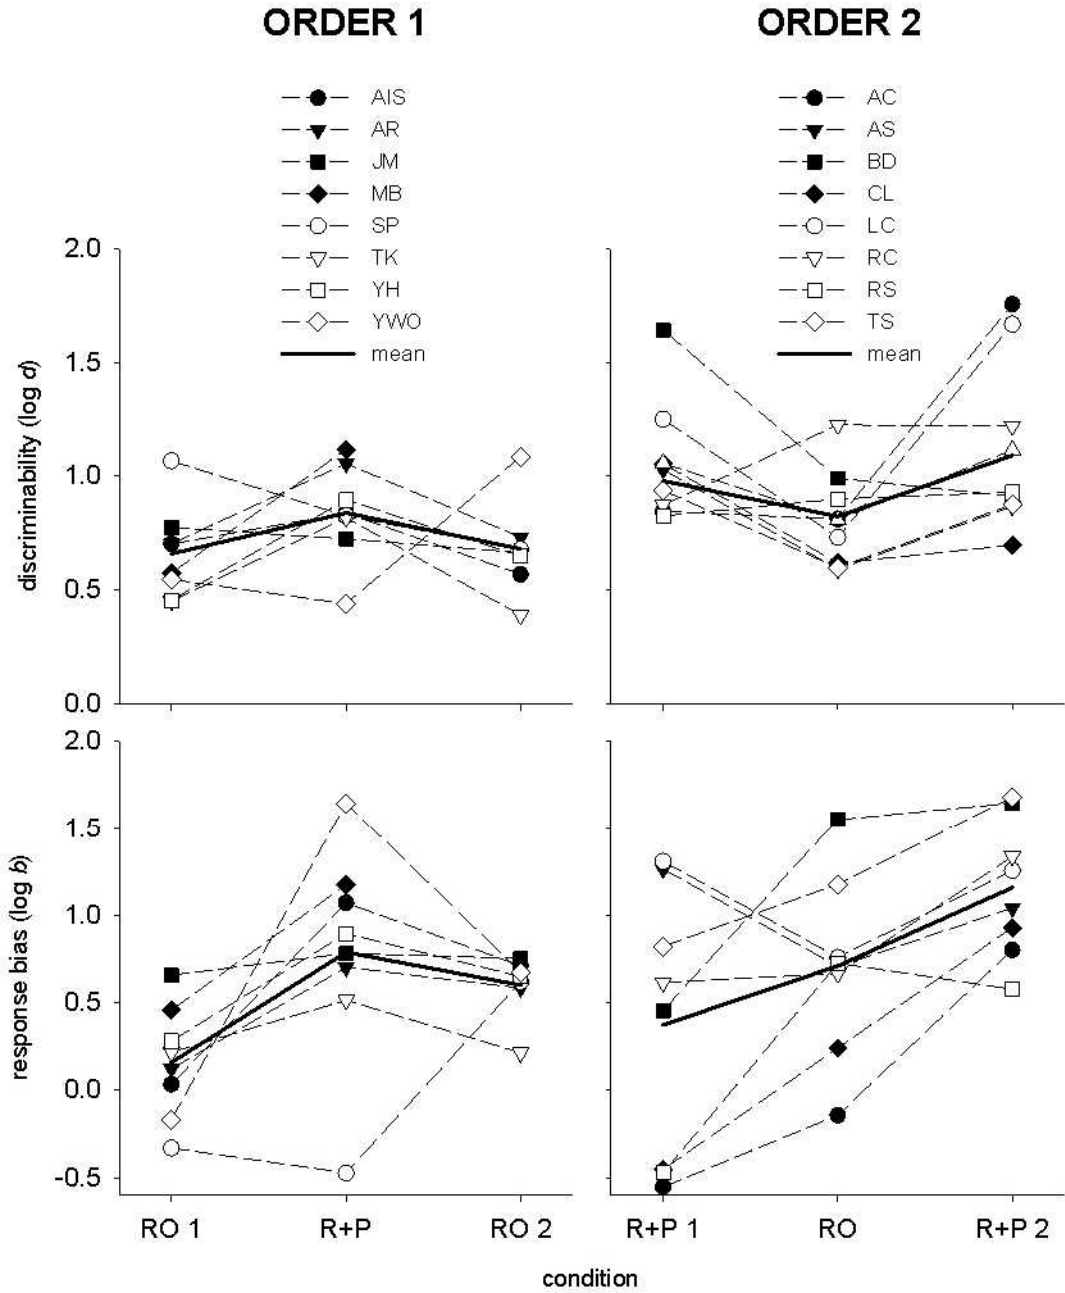 ORDER 1
ORDER 2
AIS
AR
JM
MB
SP
TK
YH
YWO
mean
AC
AS
BD
CL
LC
RC
RS
TS
mean
discriminability (log d)
2.0
1.5
1.0
0.5
0.0
response bias (log b)
2.0
1.5
1.0
0.5
0.0
-0.5
RO 1
R+P
RO 2
R+P 1
RO
R+P 2
condition